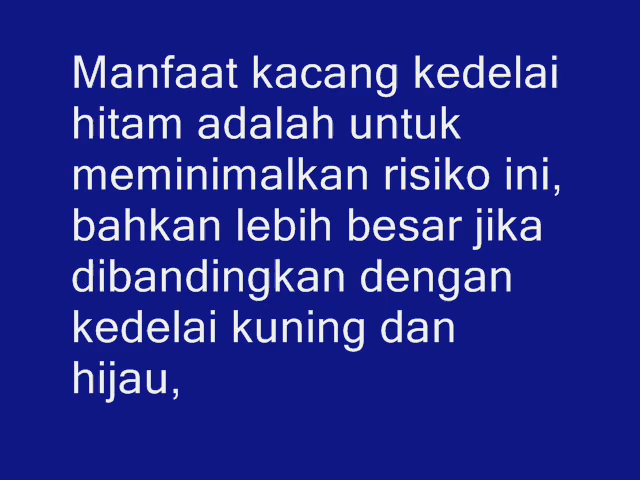 Manfaat kacang kedelai
hitam adalah untuk
meminimalkan risiko ini,
bahkan lebih besar jika
dibandingkan dengan
kedelai kuning dan
hijau,